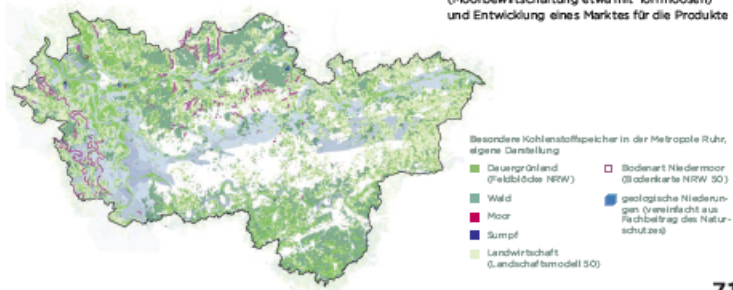 (Moorbewirtschaftung etwa mit Torfmoosen)
und Entwicklung eines Marktes für die Produkte
Besondere Kohlenstoffspeicher in der Metropole Ruhr,
eigene Darstellung
Dauergrünland
(Feldblöcke NRW)
Wald
Moor
Sumpf
Landwirtschaft
(Landschaftsmodell 50)
Bodenart Niedermoor
(Bodenkarte NRW 50)
geologische Niederun-
gen (vereinfacht aus
Fachbeitrag des Natur-
schutzes)
71